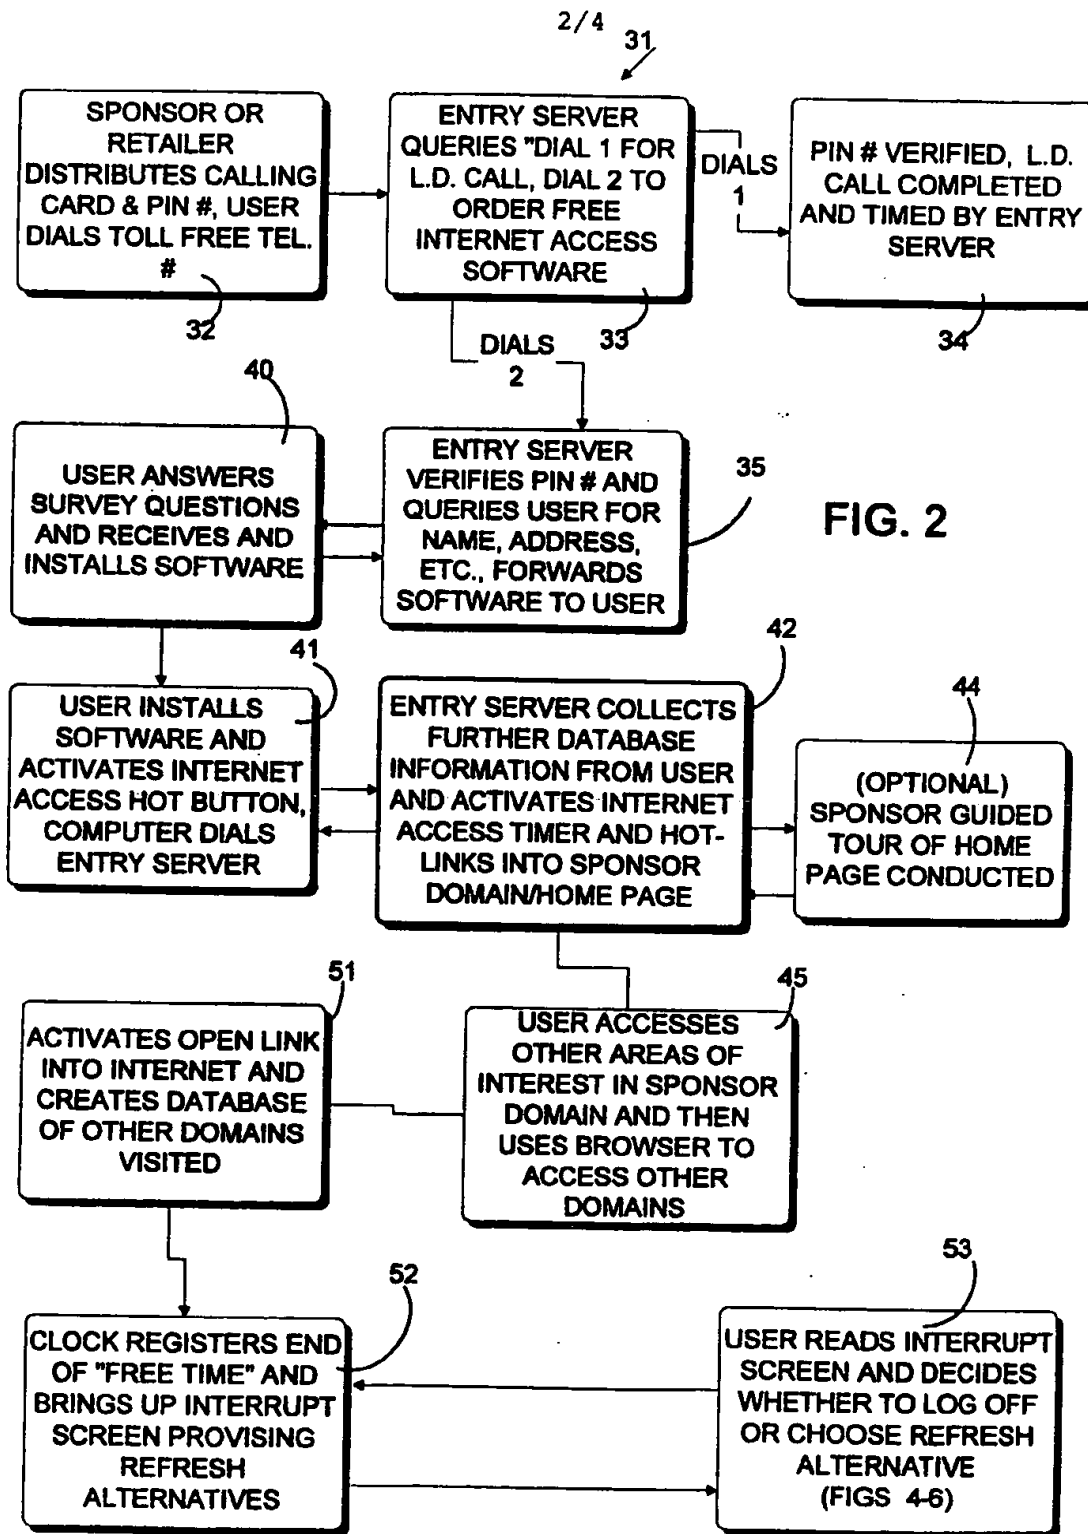 2/4
31
SPONSOR OR
RETAILER
DISTRIBUTES CALLING
CARD & PIN #, USER
DIALS TOLL FREE TEL.
#
32
ENTRY SERVER
QUERIES "DIAL 1 FOR
L.D. CALL, DIAL 2 TO
ORDER FREE
INTERNET ACCESS
SOFTWARE
33
DIALS
1
PIN # VERIFIED, L.D.
CALL COMPLETED
AND TIMED BY ENTRY
SERVER
34
DIALS
2
40
USER ANSWERS
SURVEY QUESTIONS
AND RECEIVES AND
INSTALLS SOFTWARE
ENTRY SERVER
VERIFIES PIN # AND
QUERIES USER FOR
NAME, ADDRESS,
ETC., FORWARDS
SOFTWARE TO USER
35
FIG. 2
41
USER INSTALLS
SOFTWARE AND
ACTIVATES INTERNET
ACCESS HOT BUTTON,
COMPUTER DIALS
ENTRY SERVER
42
ENTRY SERVER COLLECTS
FURTHER DATABASE
INFORMATION FROM USER
AND ACTIVATES INTERNET
ACCESS TIMER AND HOT-
LINKS INTO SPONSOR
DOMAIN/HOME PAGE
44
(OPTIONAL)
SPONSOR GUIDED
TOUR OF HOME
PAGE CONDUCTED
51
ACTIVATES OPEN LINK
INTO INTERNET AND
CREATES DATABASE
OF OTHER DOMAINS
VISITED
45
USER ACCESSES
OTHER AREAS OF
INTEREST IN SPONSOR
DOMAIN AND THEN
USES BROWSER TO
ACCESS OTHER
DOMAINS
52
CLOCK REGISTERS END
OF "FREE TIME" AND
BRINGS UP INTERRUPT
SCREEN PROVISING
REFRESH
ALTERNATIVES
53
USER READS INTERRUPT
SCREEN AND DECIDES
WHETHER TO LOG OFF
OR CHOOSE REFRESH
ALTERNATIVE
(FIGS 4-6)